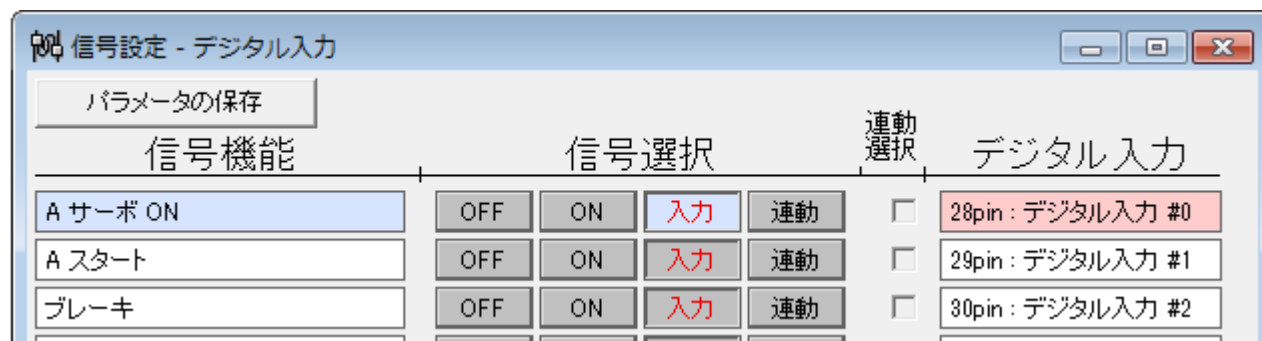 信号設定 - デジタル入力
パラメータの保存
信号機能 信号選択 連動選択 デジタル入力
A サーボ ON OFF ON 入力 連動 28pin : デジタル入力 #0
A スタート OFF ON 入力 連動 29pin : デジタル入力 #1
ブレーキ OFF ON 入力 連動 30pin : デジタル入力 #2